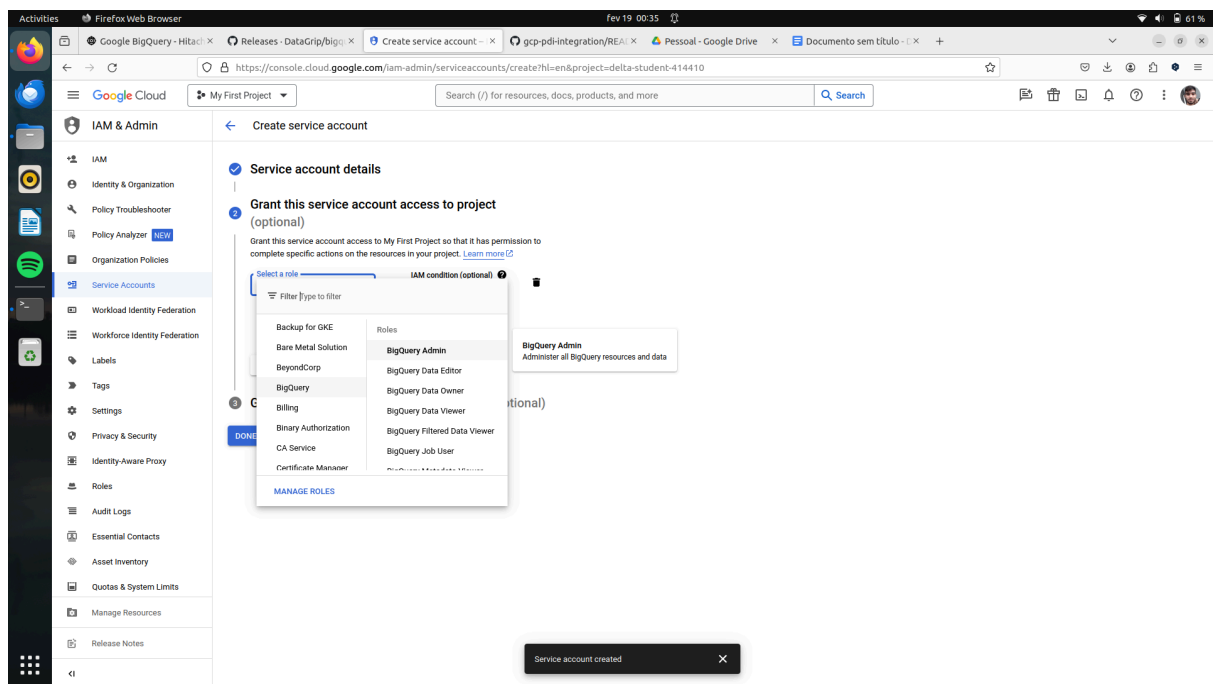 Activities
Firefox Web Browser
fev 19 00:35
61 %
Google BigQuery - Hitach
Releases · DataGrip/bigq
Create service account –
gcp-pdi-integration/REA
Pessoal - Google Drive
Documento sem título -
https://console.cloud.google.com/iam-admin/serviceaccounts/create?hl=en&project=delta-student-414410
Google Cloud
My First Project
Search (/) for resources, docs, products, and more
Search
IAM & Admin
Create service account
IAM
Identity & Organization
Policy Troubleshooter
Policy Analyzer NEW
Organization Policies
Service Accounts
Workload Identity Federation
Workforce Identity Federation
Labels
Tags
Settings
Privacy & Security
Identity-Aware Proxy
Roles
Audit Logs
Essential Contacts
Asset Inventory
Quotas & System Limits
Manage Resources
Release Notes
Service account details
2
Grant this service account access to project
(optional)
Grant this service account access to My First Project so that it has permission to
complete specific actions on the resources in your project. Learn more
Select a role
IAM condition (optional)
Filter Type to filter
Backup for GKE
Bare Metal Solution
BeyondCorp
BigQuery
Billing
Binary Authorization
CA Service
Certificate Manager
Roles
BigQuery Admin
BigQuery Data Editor
BigQuery Data Owner
BigQuery Data Viewer
BigQuery Filtered Data Viewer
BigQuery Job User
BigQuery Metadata Viewer
MANAGE ROLES
BigQuery Admin
Administer all BigQuery resources and data
3
G
tional)
DONE
Service account created